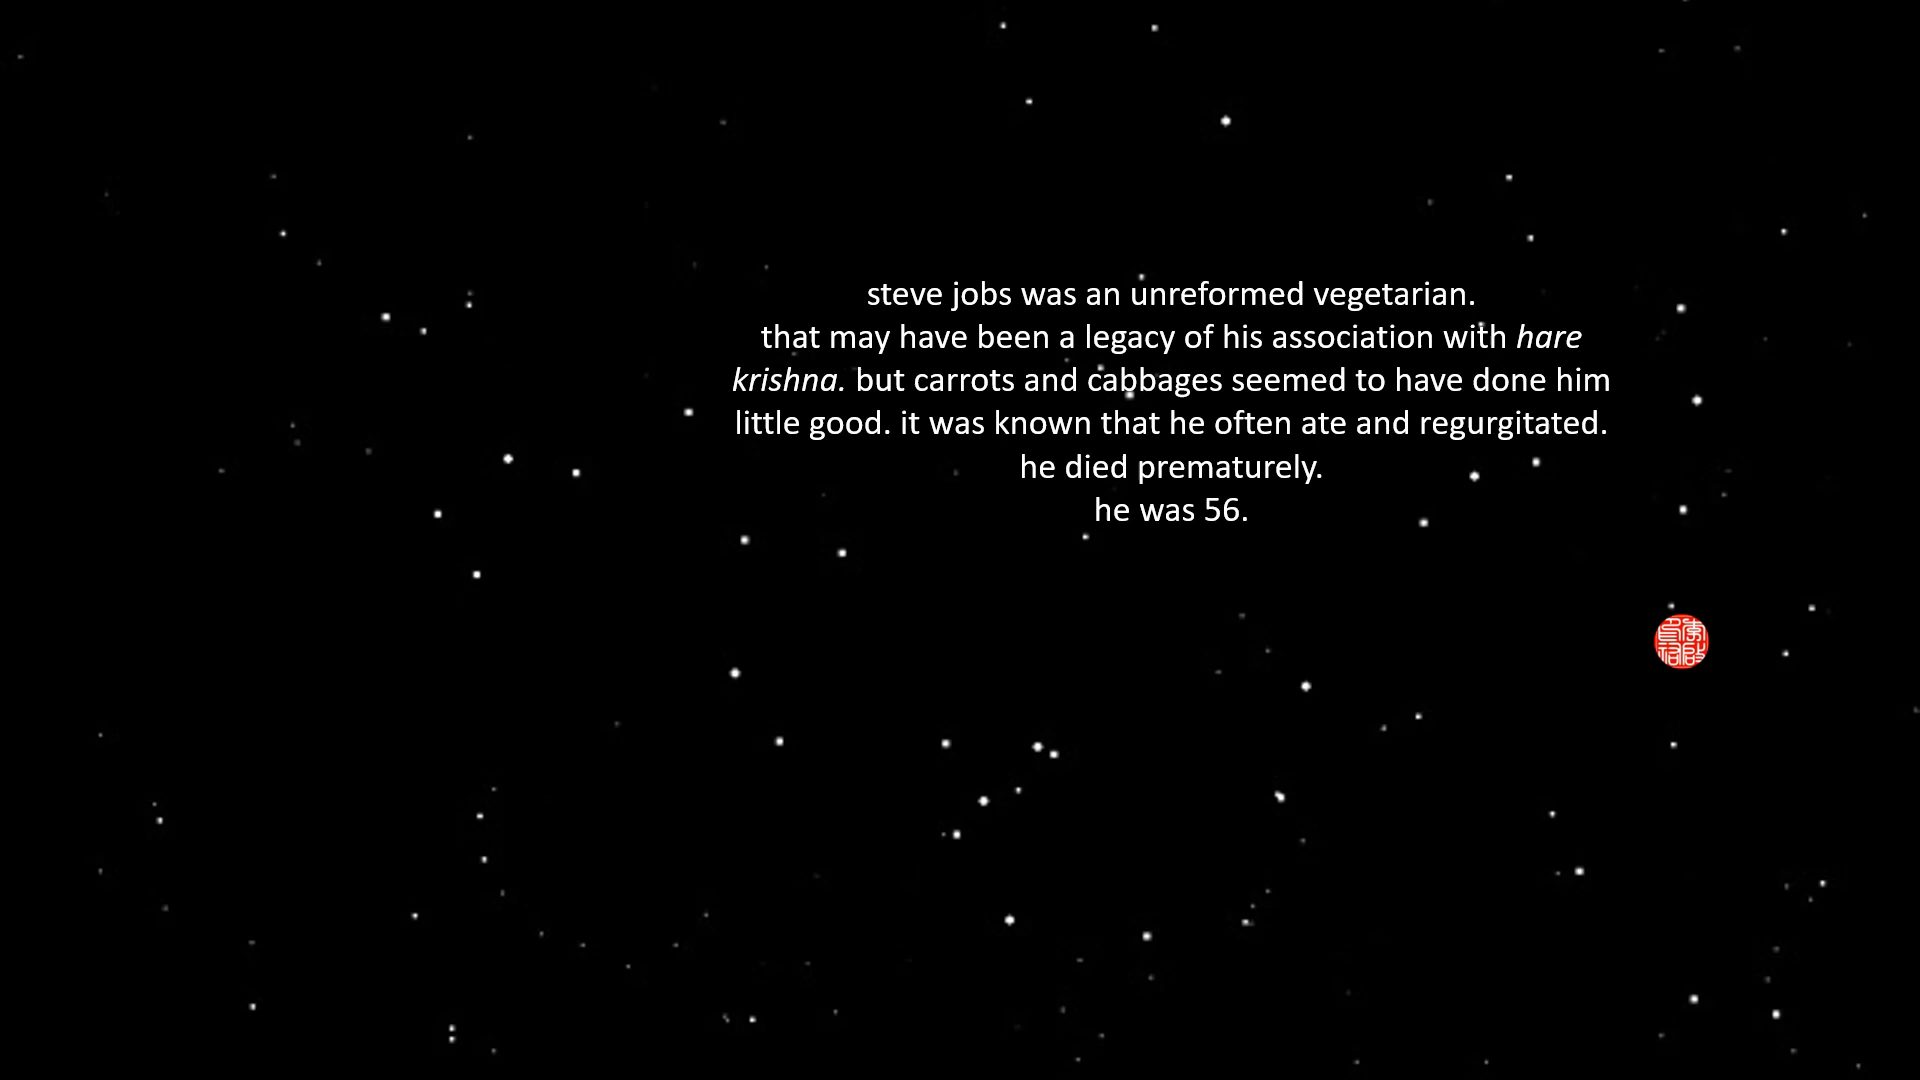 steve jobs was an unreformed vegetarian.
that may have been a legacy of his association with hare
krishna. but carrots and cabbages seemed to have done him
little good. it was known that he often ate and regurgitated.
he died prematurely.
he was 56.